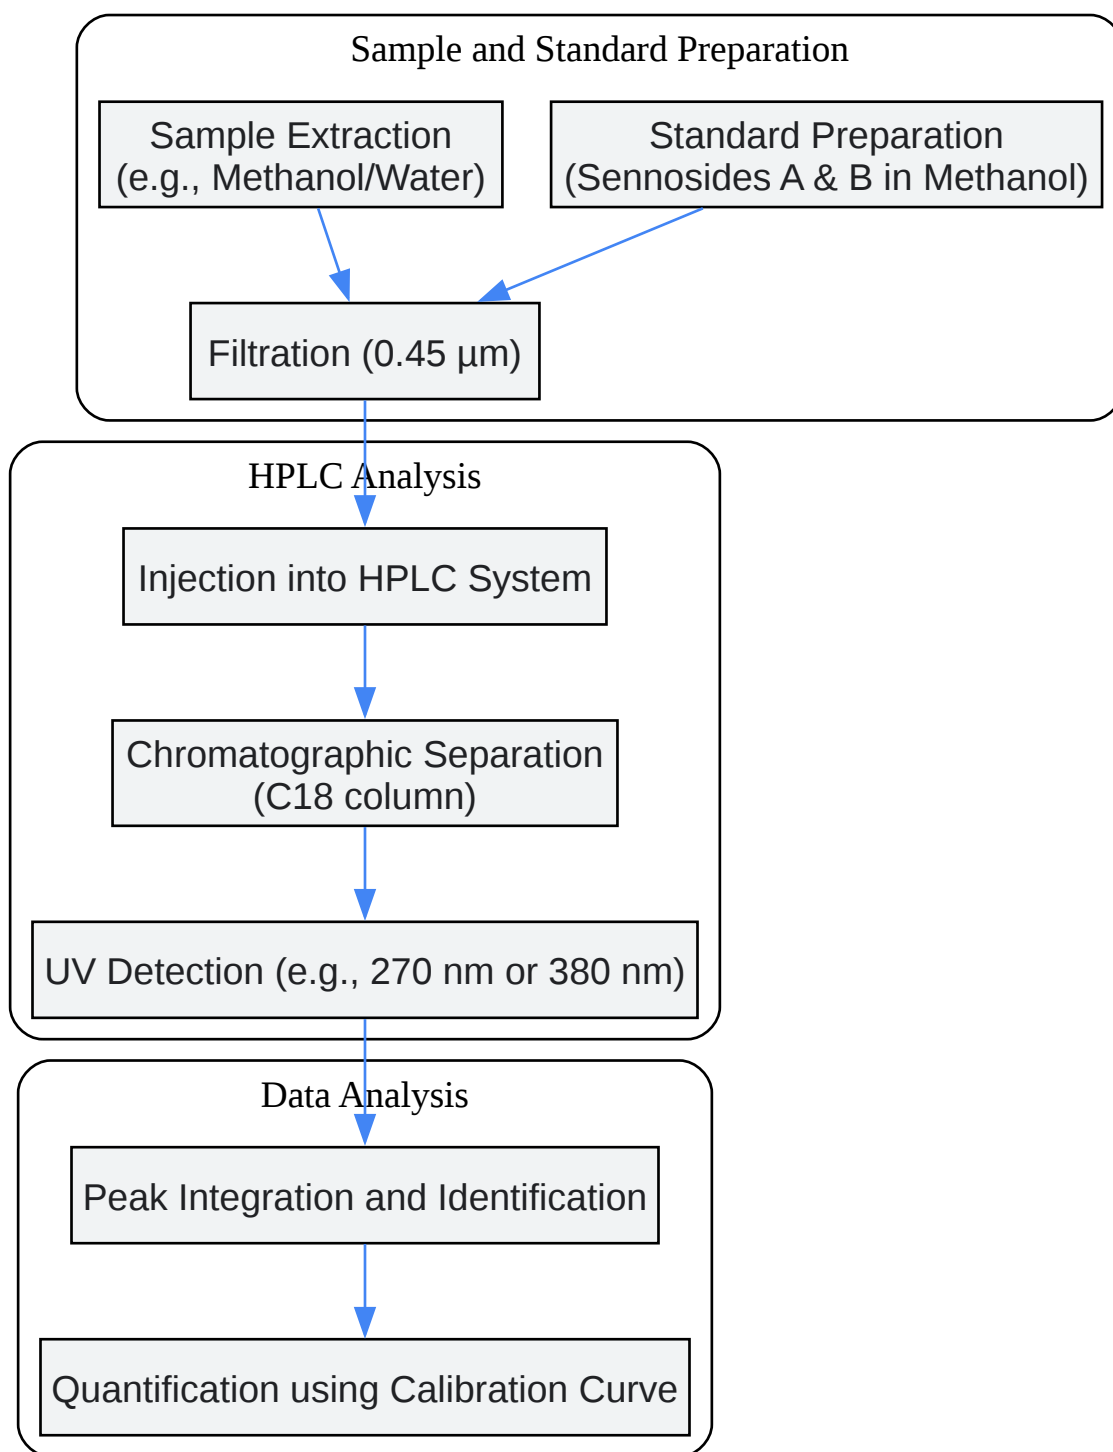 Sample and Standard Preparation
Sample Extraction
(e.g., Methanol/Water)
Standard Preparation
(Sennosides A & B in Methanol)
Filtration (0.45 µm)
HPLC Analysis
Injection into HPLC System
Chromatographic Separation
(C18 column)
UV Detection (e.g., 270 nm or 380 nm)
Data Analysis
Peak Integration and Identification
Quantification using Calibration Curve